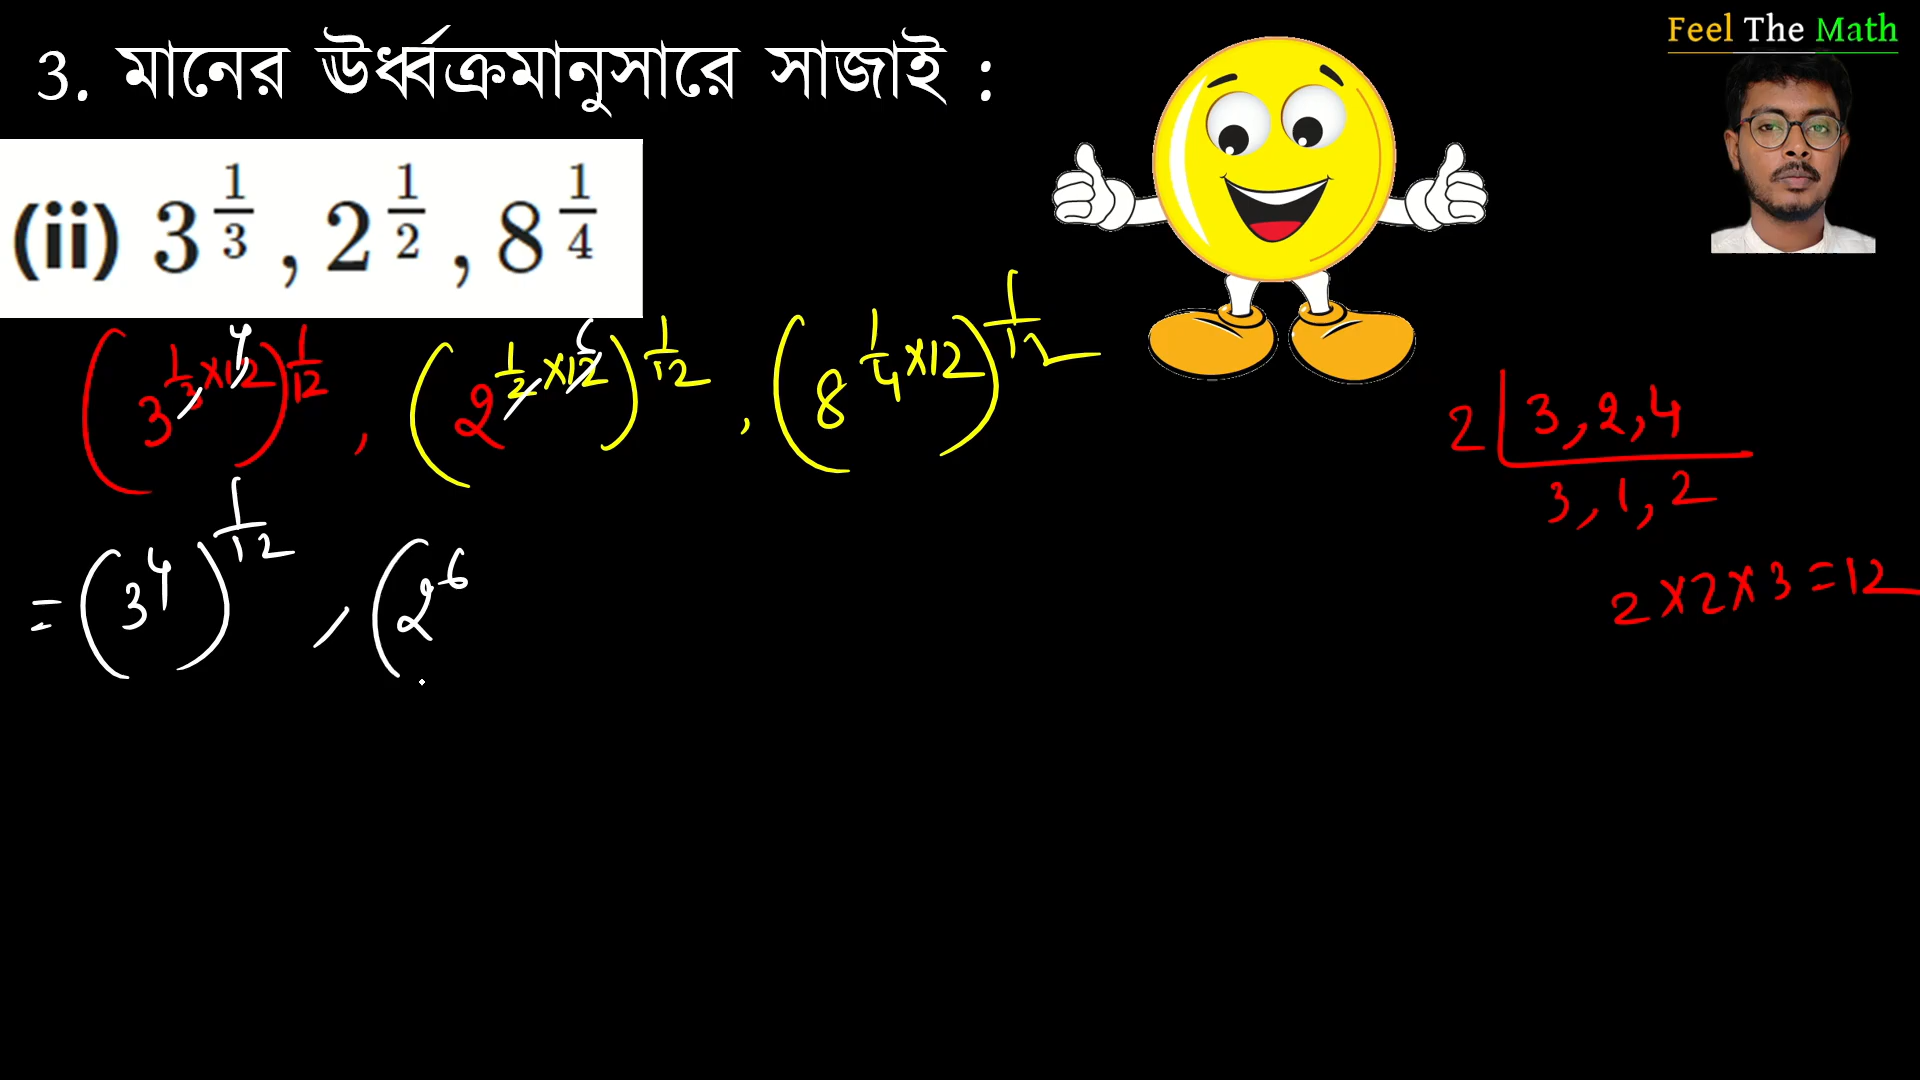 Feel The Math
3. মানের ঊর্ধ্বক্রমানুসারে সাজাই :
(ii) 3^{1/3}, 2^{1/2}, 8^{1/4}
(3^{1/3 × 12})^{1/12}, (2^{1/2 × 12})^{1/12}, (8^{1/4 × 12})^{1/12}
4 6
= (3^4)^{1/12}, (2^6
2 | 3, 2, 4
3, 1, 2
2 × 2 × 3 = 12